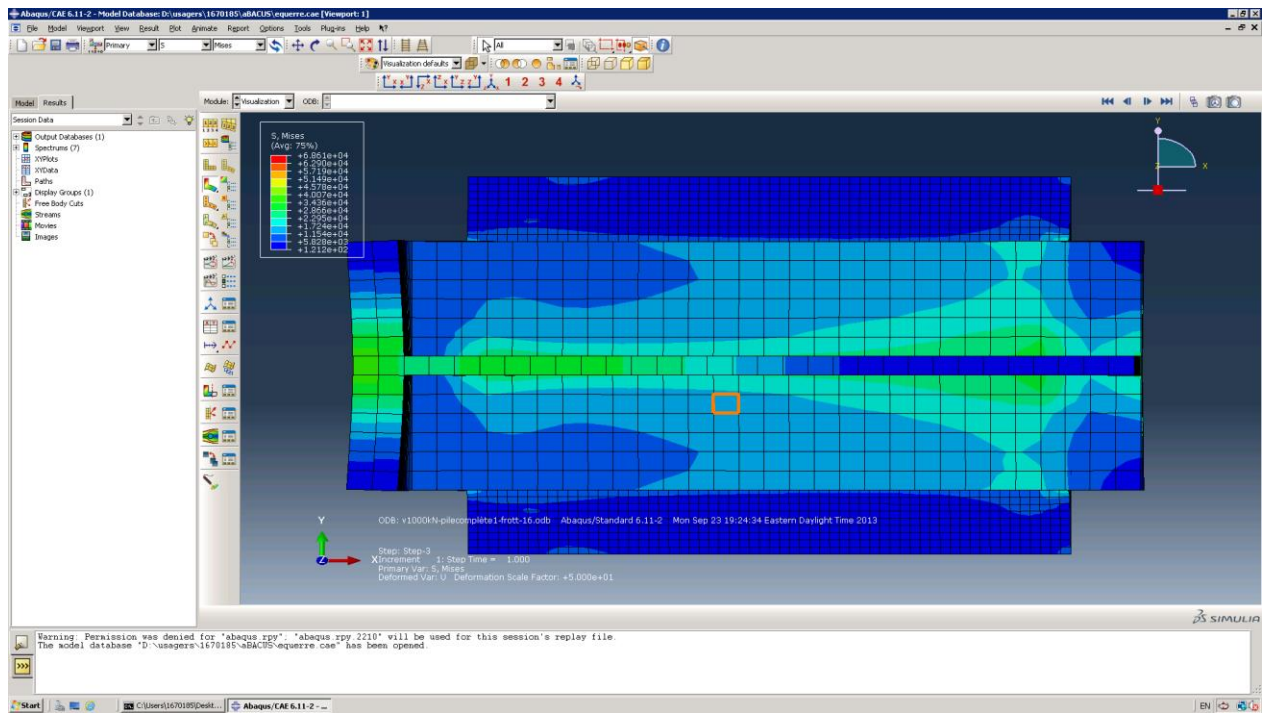 Abaqus/CAE 6.11-2 - Model Database: D:\usagers\1670185\aBACUS\equerre.cae [Viewport: 1]
File Model Viewport View Result Plot Animate Report Options Tools Plug-ins Help
Primary S Mises All
Visualization defaults
1 2 3 4
Model Results Module: Visualization ODB:
Session Data
Output Databases (1)
Spectrums (7)
XYPlots
XYData
Paths
Display Groups (1)
Free Body Cuts
Streams
Movies
Images
S, Mises
(Avg: 75%)
+6.861e+04
+6.290e+04
+5.719e+04
+5.149e+04
+4.578e+04
+4.007e+04
+3.436e+04
+2.866e+04
+2.295e+04
+1.724e+04
+1.154e+04
+5.828e+03
+1.212e+02
Y
Z X
Y
Z X
ODB: v1000kN-pilecomplète1-frott-16.odb Abaqus/Standard 6.11-2 Mon Sep 23 19:24:34 Eastern Daylight Time 2013
Step: Step-3
Increment 1: Step Time = 1.000
Primary Var: S, Mises
Deformed Var: U Deformation Scale Factor: +5.000e+01
SIMULIA
Warning: Permission was denied for "abaqus.rpy"; "abaqus.rpy.2210" will be used for this session's replay file.
The model database "D:\usagers\1670185\aBACUS\equerre.cae" has been opened.
>>>
Start C:\Users\1670185\Deskt... Abaqus/CAE 6.11-2 - ... EN